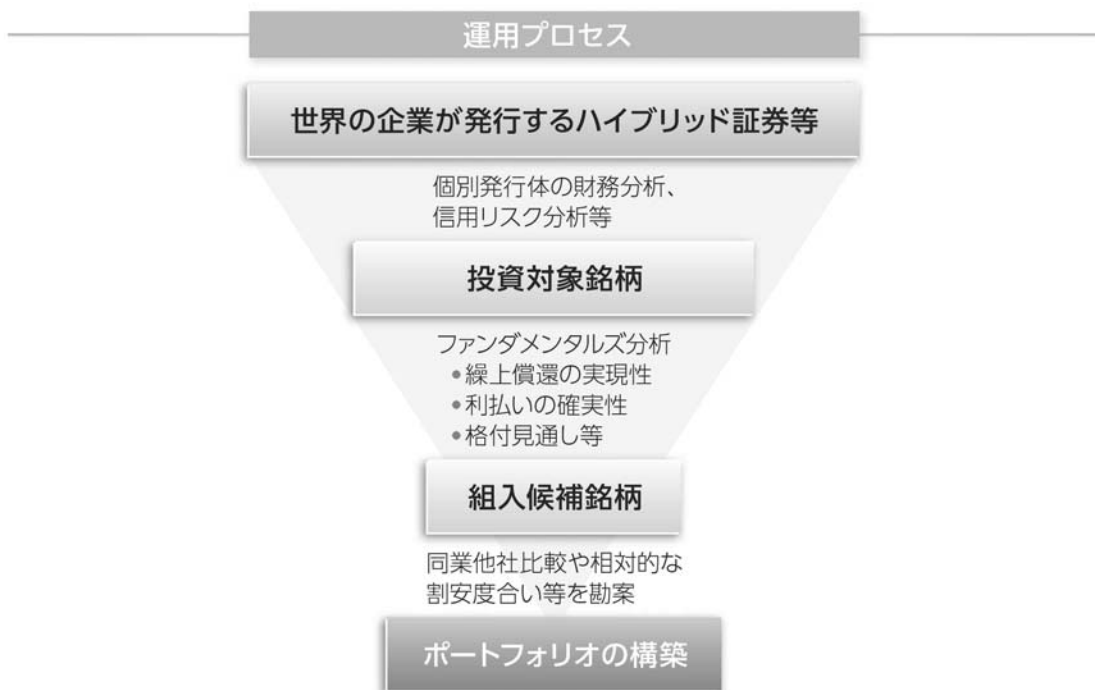 運用プロセス
世界の企業が発行するハイブリッド証券等
個別発行体の財務分析、
信用リスク分析等
投資対象銘柄
ファンダメンタルズ分析
●繰上償還の実現性
●利払いの確実性
●格付見通し等
組入候補銘柄
同業他社比較や相対的な
割安度合い等を勘案
ポートフォリオの構築